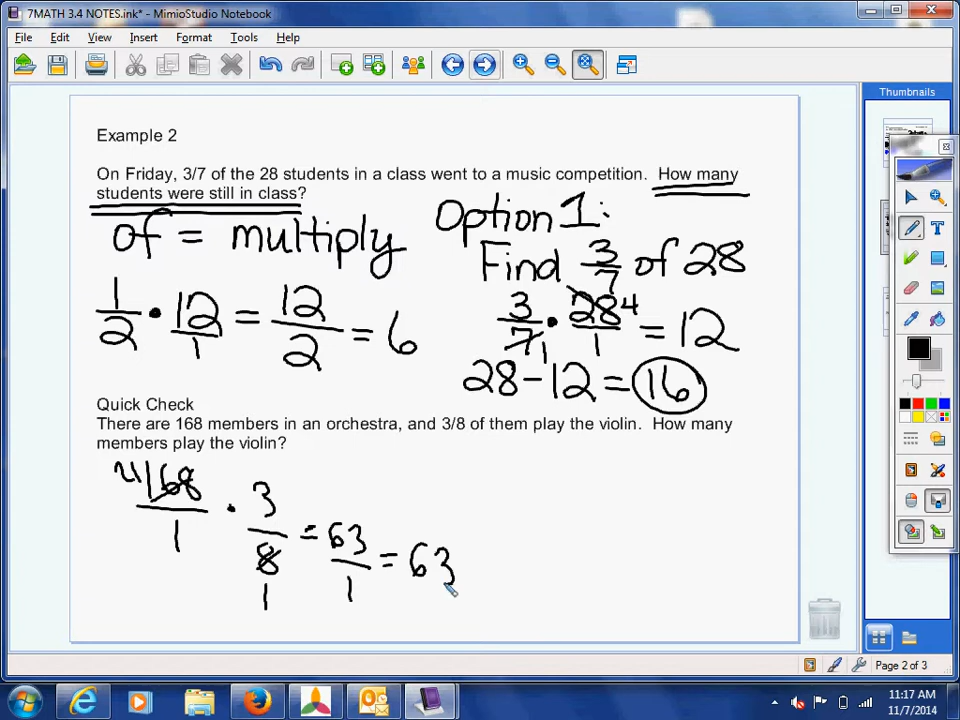 7MATH 3.4 NOTES.ink* - MimioStudio Notebook
File Edit View Insert Format Tools Help
Thumbnails
Example 2
On Friday, 3/7 of the 28 students in a class went to a music competition. How many
students were still in class?
of = multiply
1/2 • 12/1 = 12/2 = 6
Option 1:
Find 3/7 of 28
3/7 1 • 28 4/1 = 12
28 - 12 = 16
Quick Check
There are 168 members in an orchestra, and 3/8 of them play the violin. How many
members play the violin?
21 168/1 • 3/8 1 = 63/1 = 63
T
Page 2 of 3
11:17 AM
11/7/2014